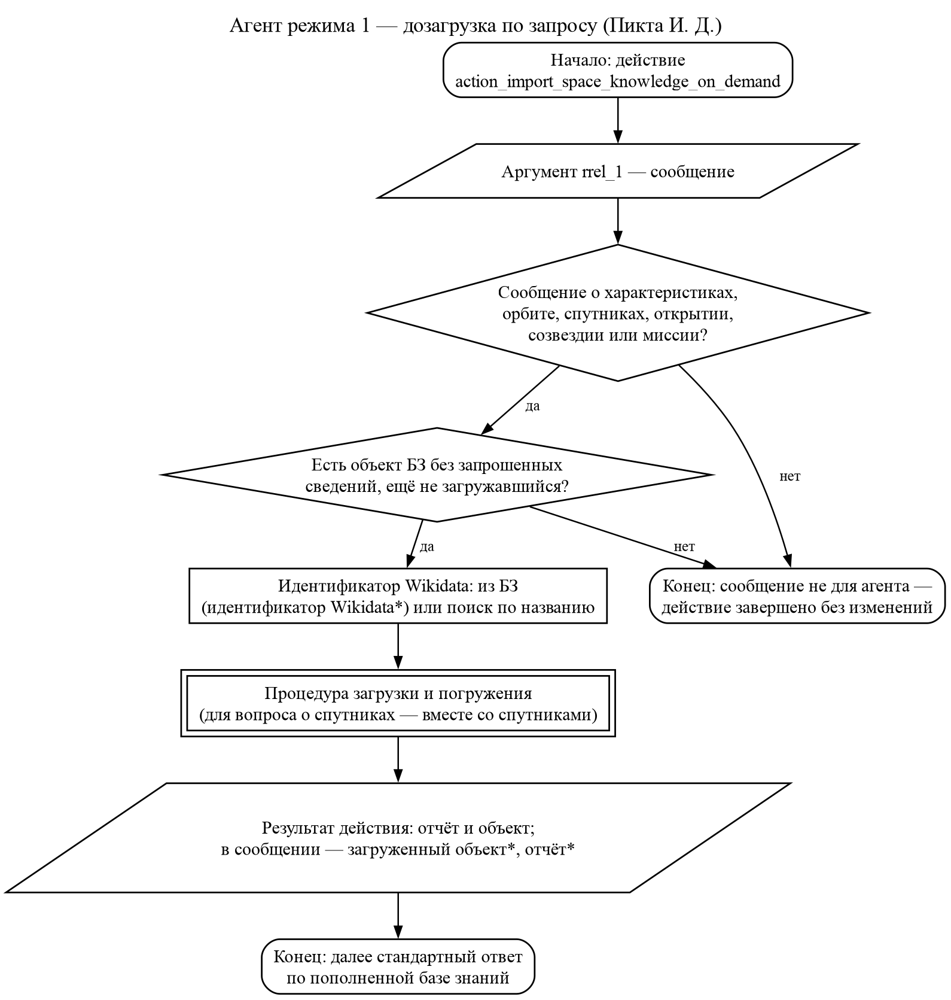 Агент режима 1 — дозагрузка по запросу (Пикта И. Д.)
Начало: действие
action_import_space_knowledge_on_demand
Аргумент rrel_1 — сообщение
Сообщение о характеристиках,
орбите, спутниках, открытии,
созвездии или миссии?
да
нет
Есть объект БЗ без запрошенных
сведений, ещё не загружавшийся?
да
нет
Идентификатор Wikidata: из БЗ
(идентификатор Wikidata*) или поиск по названию
Конец: сообщение не для агента —
действие завершено без изменений
Процедура загрузки и погружения
(для вопроса о спутниках — вместе со спутниками)
Результат действия: отчёт и объект;
в сообщении — загруженный объект*, отчёт*
Конец: далее стандартный ответ
по пополненной базе знаний